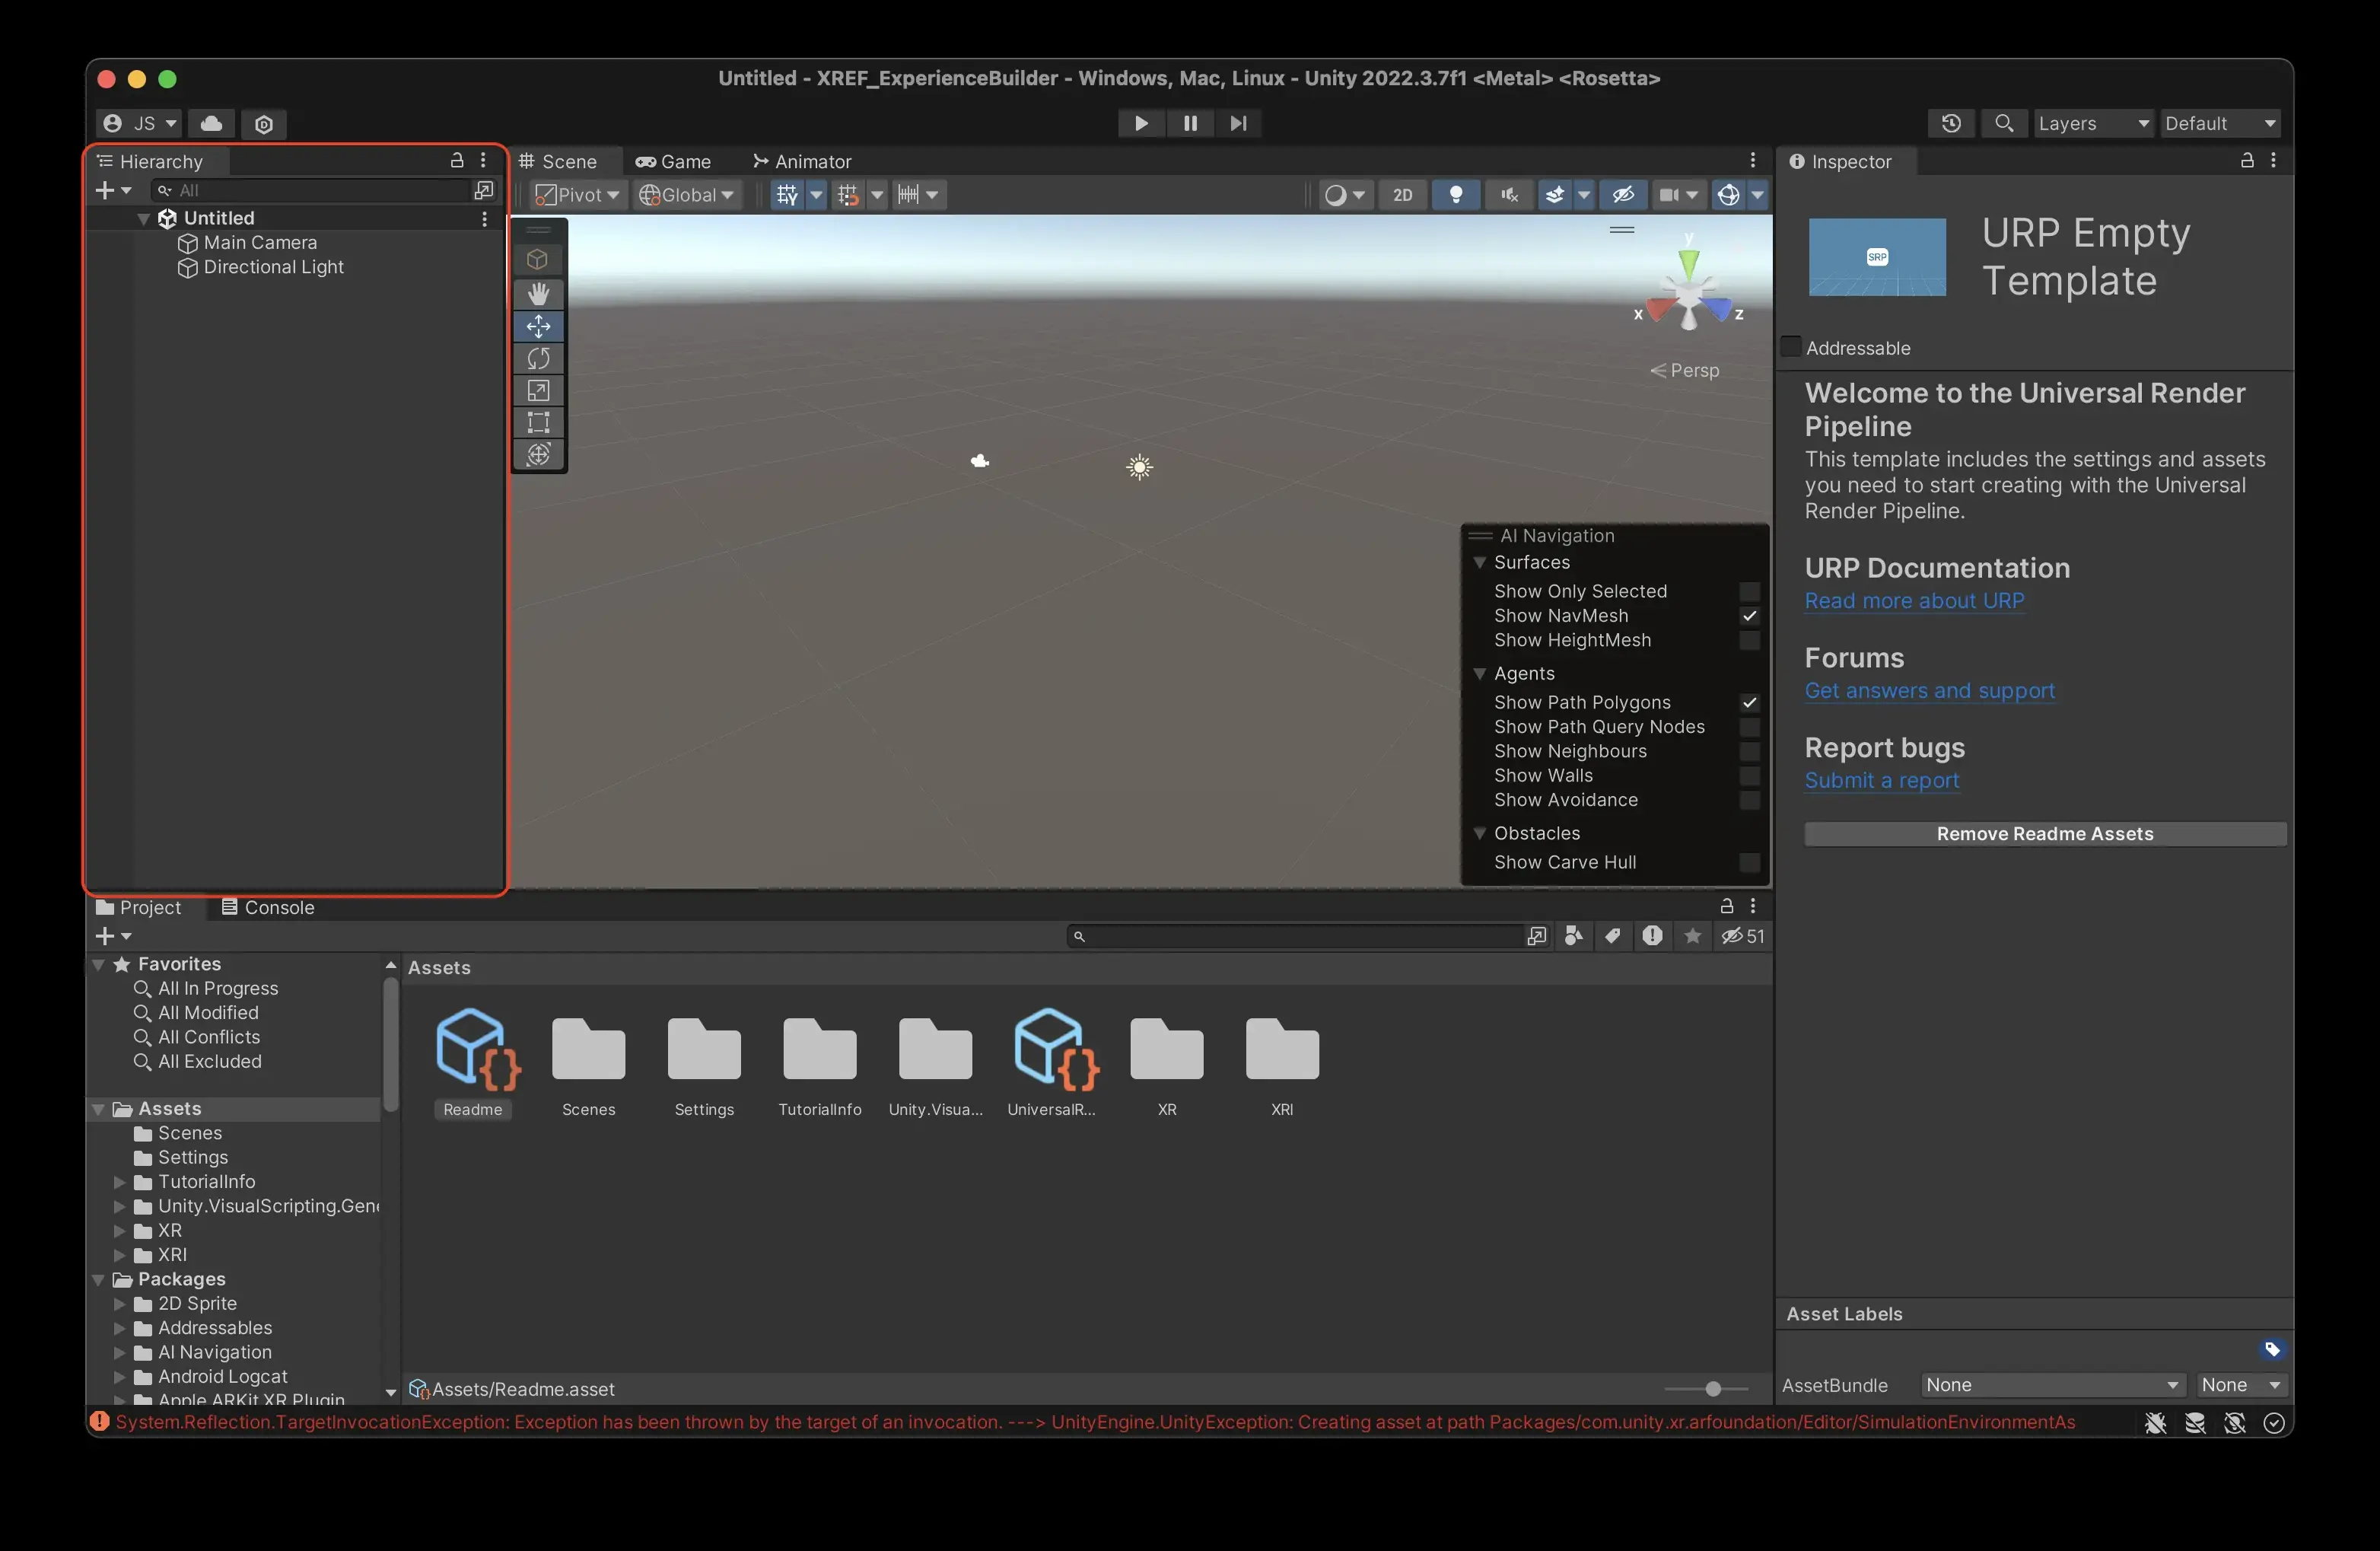 Untitled - XREF_ExperienceBuilder - Windows, Mac, Linux - Unity 2022.3.7f1 <Metal> <Rosetta>
JS
Layers
Default
Hierarchy
All
Untitled
Main Camera
Directional Light
Scene
Game
Animator
Pivot
Global
2D
y
x
z
Persp
AI Navigation
Surfaces
Show Only Selected
Show NavMesh
Show HeightMesh
Agents
Show Path Polygons
Show Path Query Nodes
Show Neighbours
Show Walls
Show Avoidance
Obstacles
Show Carve Hull
Inspector
SRP
URP Empty
Template
Addressable
Welcome to the Universal Render
Pipeline
This template includes the settings and assets
you need to start creating with the Universal
Render Pipeline.
URP Documentation
Read more about URP
Forums
Get answers and support
Report bugs
Submit a report
Remove Readme Assets
Project
Console
51
Favorites
All In Progress
All Modified
All Conflicts
All Excluded
Assets
Scenes
Settings
TutorialInfo
Unity.VisualScripting.Gene
XR
XRI
Packages
2D Sprite
Addressables
AI Navigation
Android Logcat
Apple ARKit XR Plugin
Assets
Readme
Scenes
Settings
TutorialInfo
Unity.Visua...
UniversalR...
XR
XRI
Assets/Readme.asset
Asset Labels
AssetBundle
None
None
System.Reflection.TargetInvocationException: Exception has been thrown by the target of an invocation. ---> UnityEngine.UnityException: Creating asset at path Packages/com.unity.xr.arfoundation/Editor/SimulationEnvironmentAs